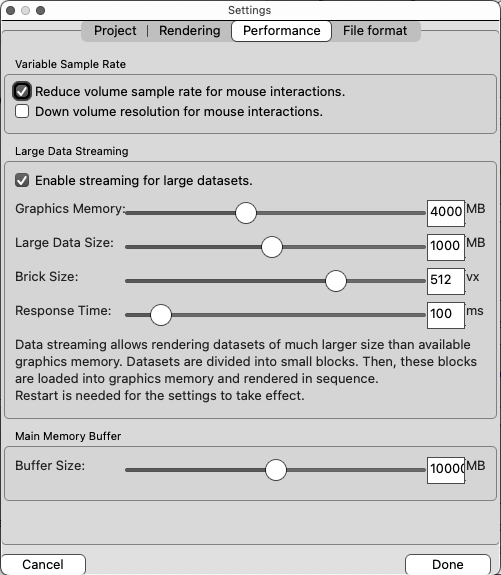 Settings
Project Rendering Performance File format
Variable Sample Rate
Reduce volume sample rate for mouse interactions.
Down volume resolution for mouse interactions.
Large Data Streaming
Enable streaming for large datasets.
Graphics Memory: 4000 MB
Large Data Size: 1000 MB
Brick Size: 512 vx
Response Time: 100 ms
Data streaming allows rendering datasets of much larger size than available
graphics memory. Datasets are divided into small blocks. Then, these blocks
are loaded into graphics memory and rendered in sequence.
Restart is needed for the settings to take effect.
Main Memory Buffer
Buffer Size: 10000 MB
Cancel Done